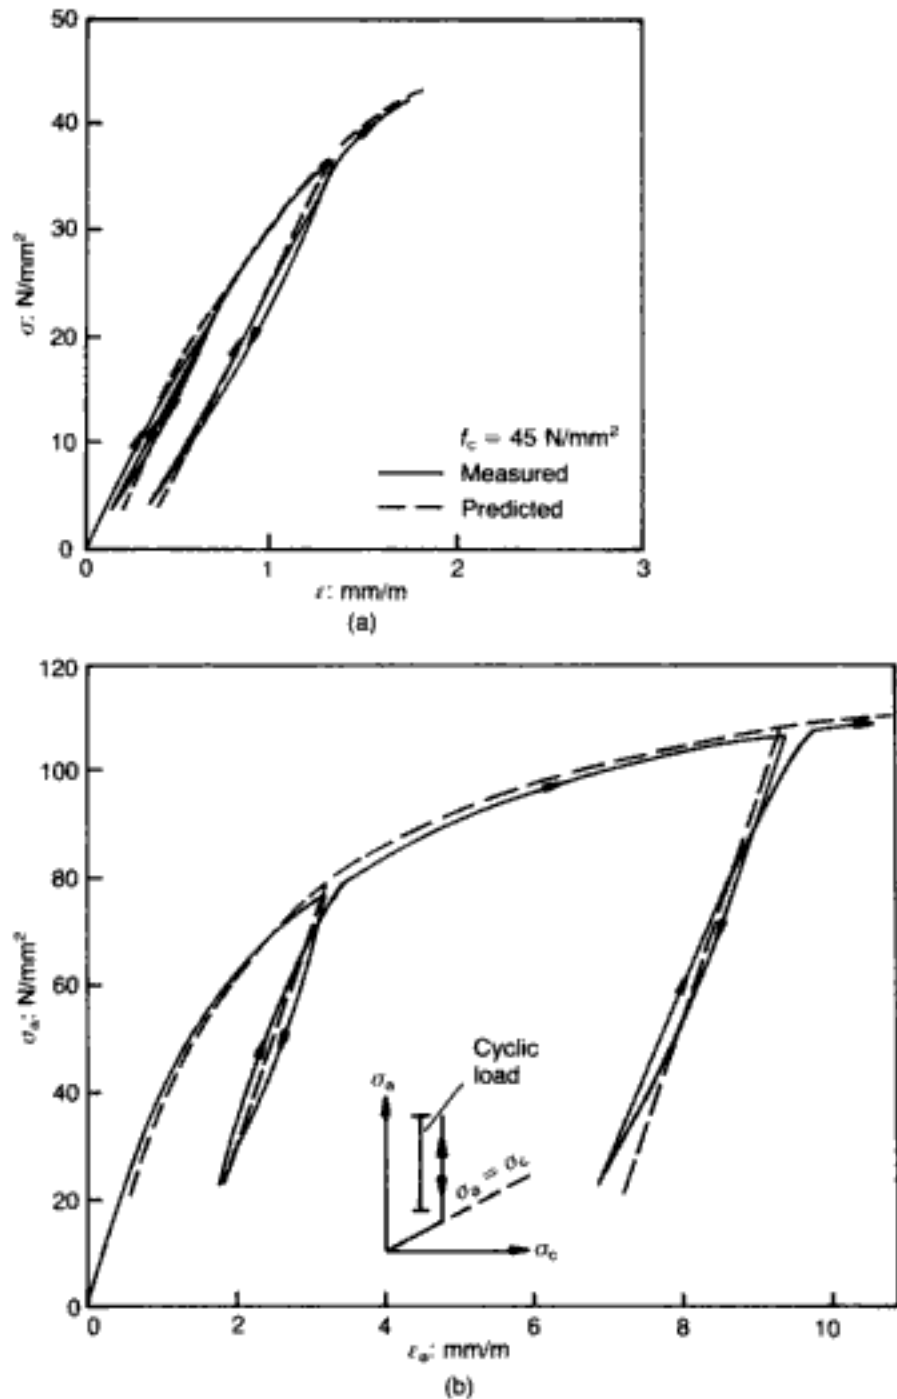 50
40
30
20
10
0
σ: N/mm²
f_c = 45 N/mm²
Measured
Predicted
0 1 2 3
ε: mm/m
(a)
120
100
80
60
40
20
0
σ_a: N/mm²
Cyclic
load
σ_a
σ_a = σ_c
σ_c
0 2 4 6 8 10
ε_a: mm/m
(b)